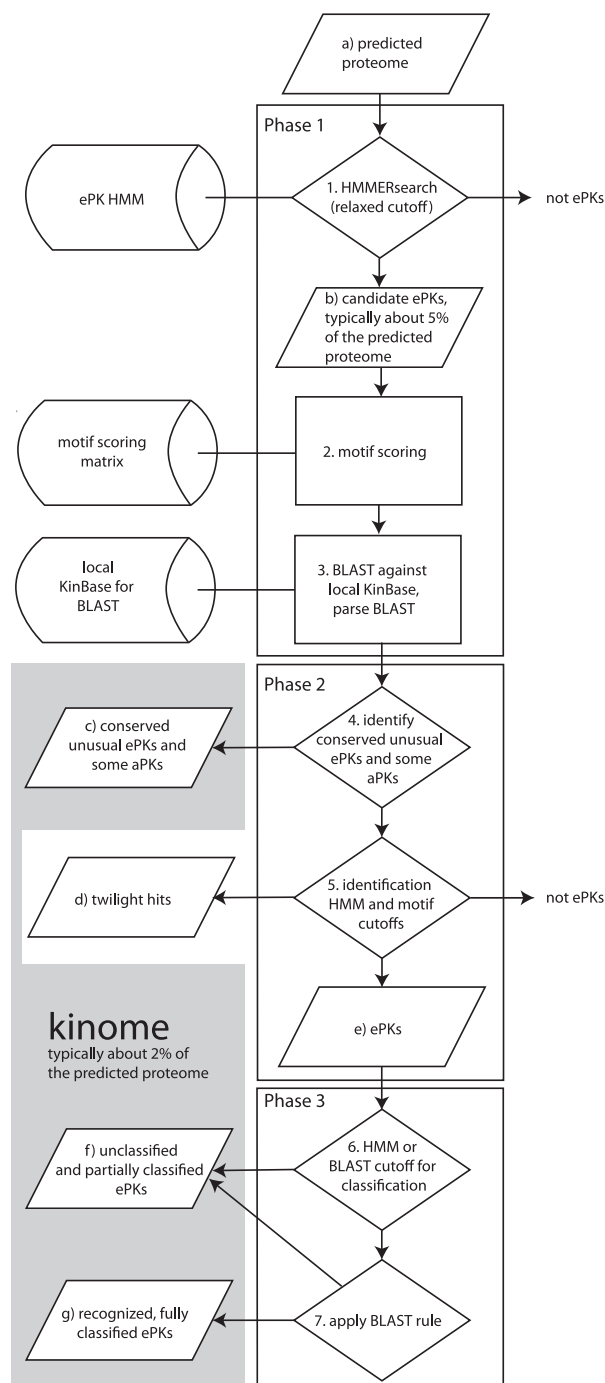 a) predicted
proteome
Phase 1
ePK HMM
1. HMMERsearch
(relaxed cutoff)
not ePKs
b) candidate ePKs,
typically about 5%
of the predicted
proteome
motif scoring
matrix
2. motif scoring
local
KinBase for
BLAST
3. BLAST against
local KinBase,
parse BLAST
Phase 2
c) conserved
unusual ePKs and
some aPKs
4. identify
conserved unusual
ePKs and some
aPKs
d) twilight hits
5. identification
HMM and motif
cutoffs
not ePKs
e) ePKs
kinome
typically about 2% of
the predicted proteome
Phase 3
f) unclassified
and partially classified
ePKs
6. HMM or
BLAST cutoff for
classification
g) recognized, fully
classified ePKs
7. apply BLAST rule